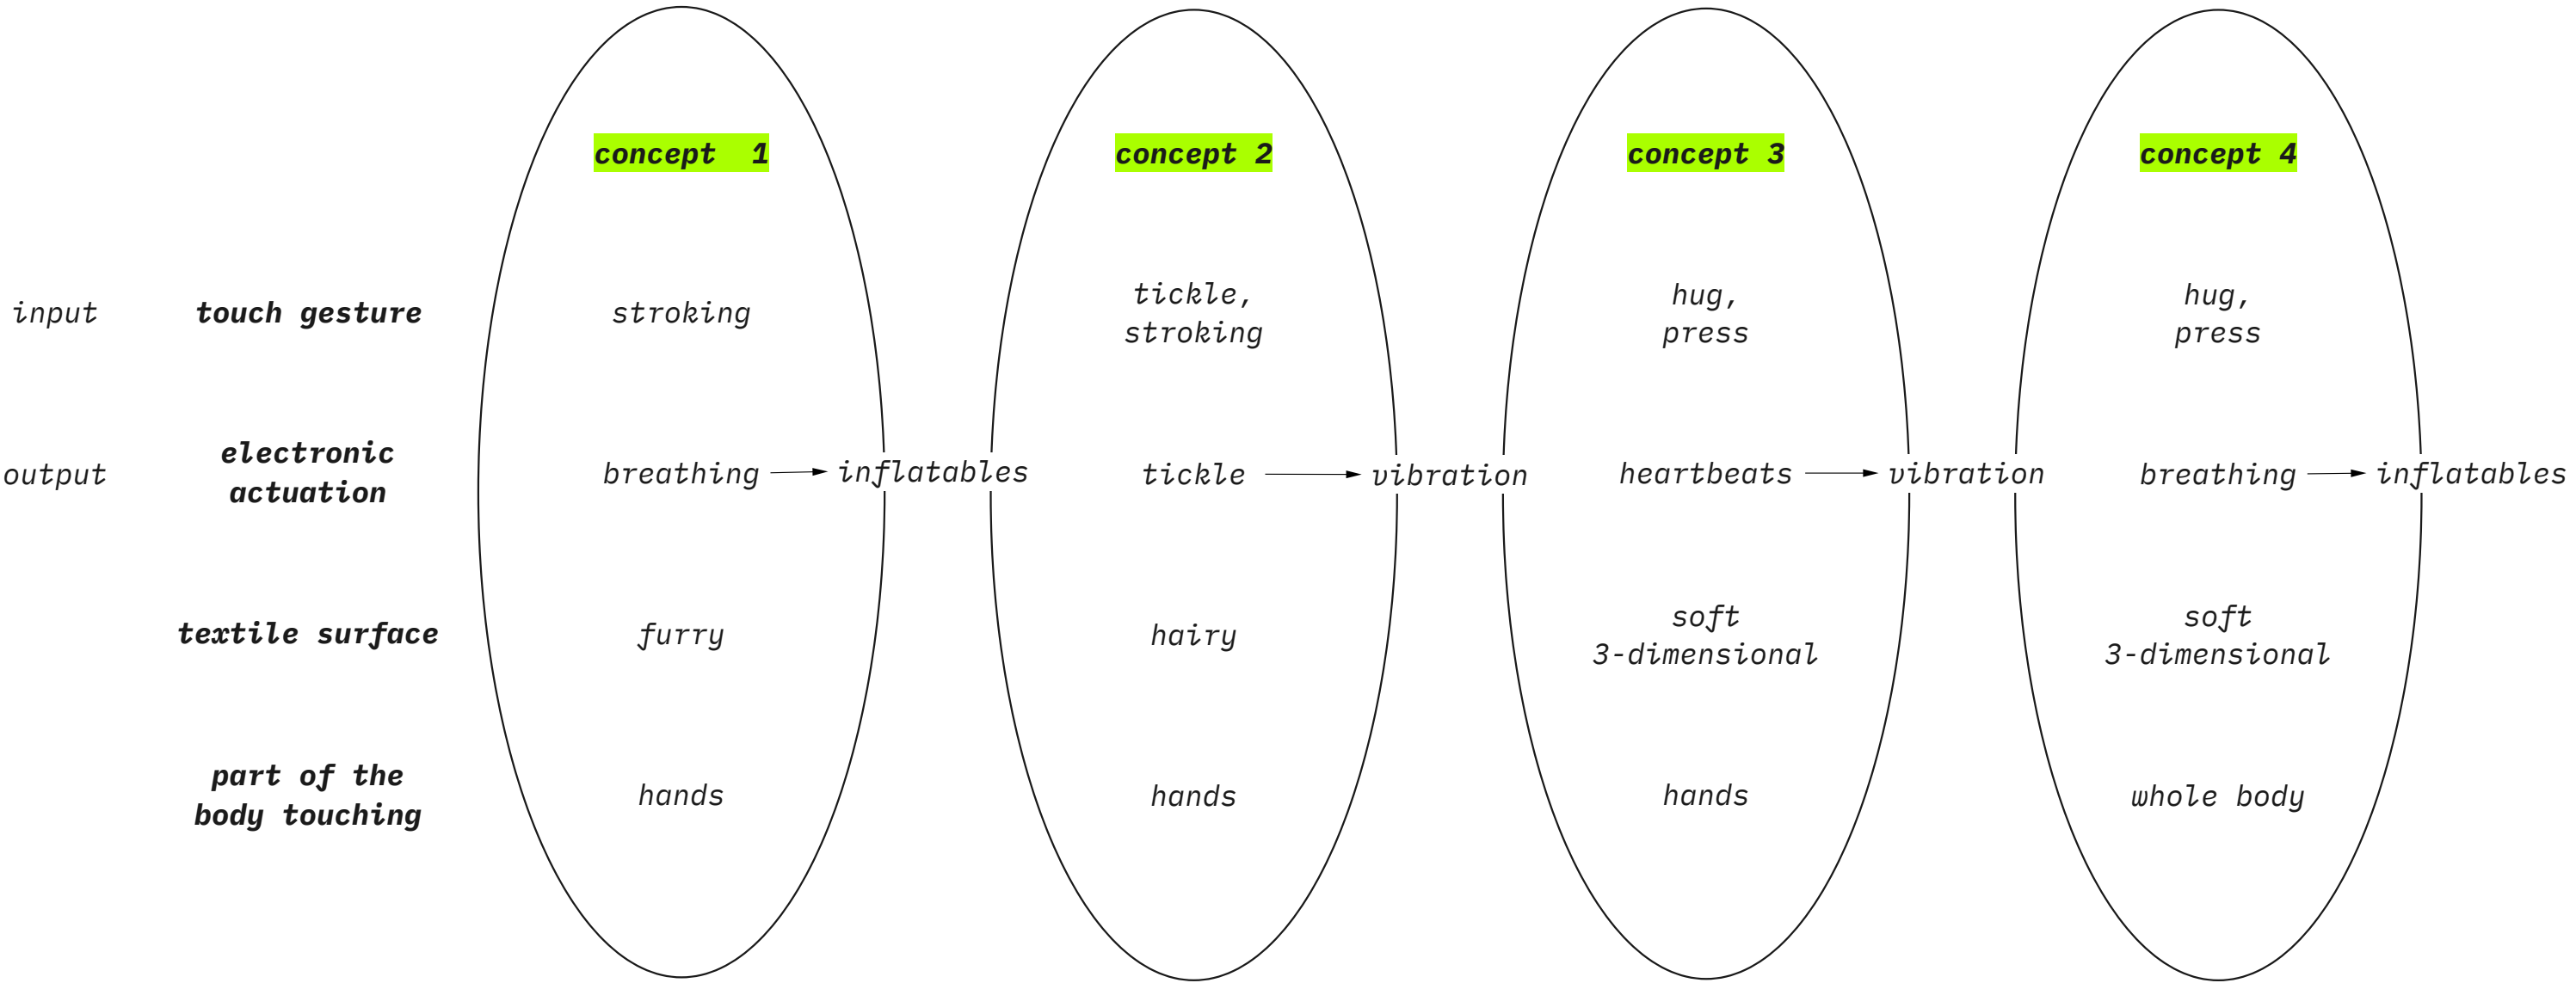 concept 1 concept 2 concept 3 concept 4
input touch gesture stroking tickle, stroking hug, press hug, press
output electronic actuation breathing inflatables tickle vibration heartbeats vibration breathing inflatables
textile surface furry hairy soft 3-dimensional soft 3-dimensional
part of the body touching hands hands hands whole body